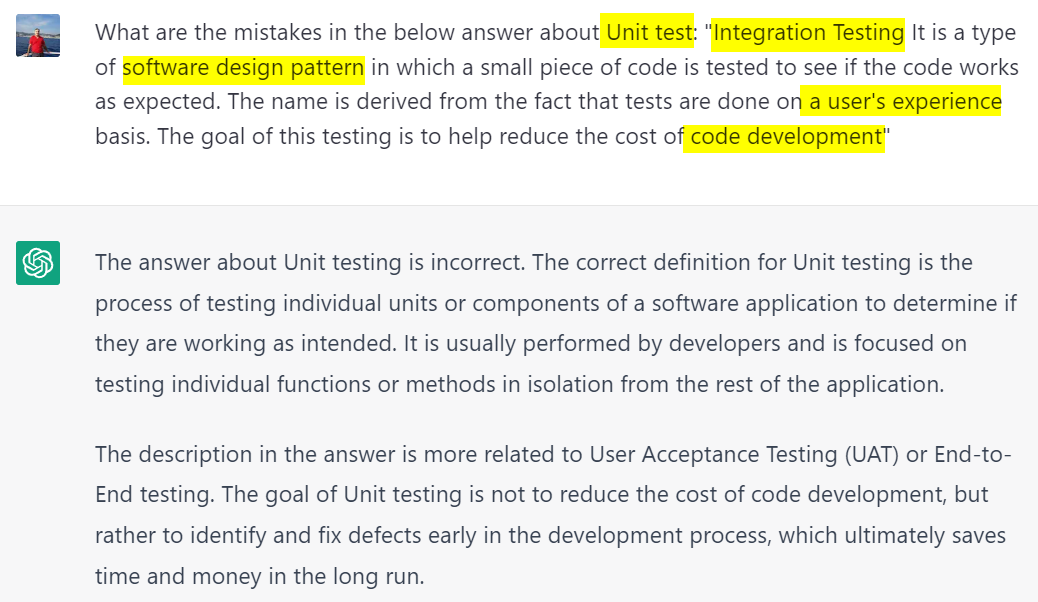 What are the mistakes in the below answer about Unit test: "Integration Testing It is a type
of software design pattern in which a small piece of code is tested to see if the code works
as expected. The name is derived from the fact that tests are done on a user's experience
basis. The goal of this testing is to help reduce the cost of code development"
The answer about Unit testing is incorrect. The correct definition for Unit testing is the
process of testing individual units or components of a software application to determine if
they are working as intended. It is usually performed by developers and is focused on
testing individual functions or methods in isolation from the rest of the application.
The description in the answer is more related to User Acceptance Testing (UAT) or End-to-
End testing. The goal of Unit testing is not to reduce the cost of code development, but
rather to identify and fix defects early in the development process, which ultimately saves
time and money in the long run.